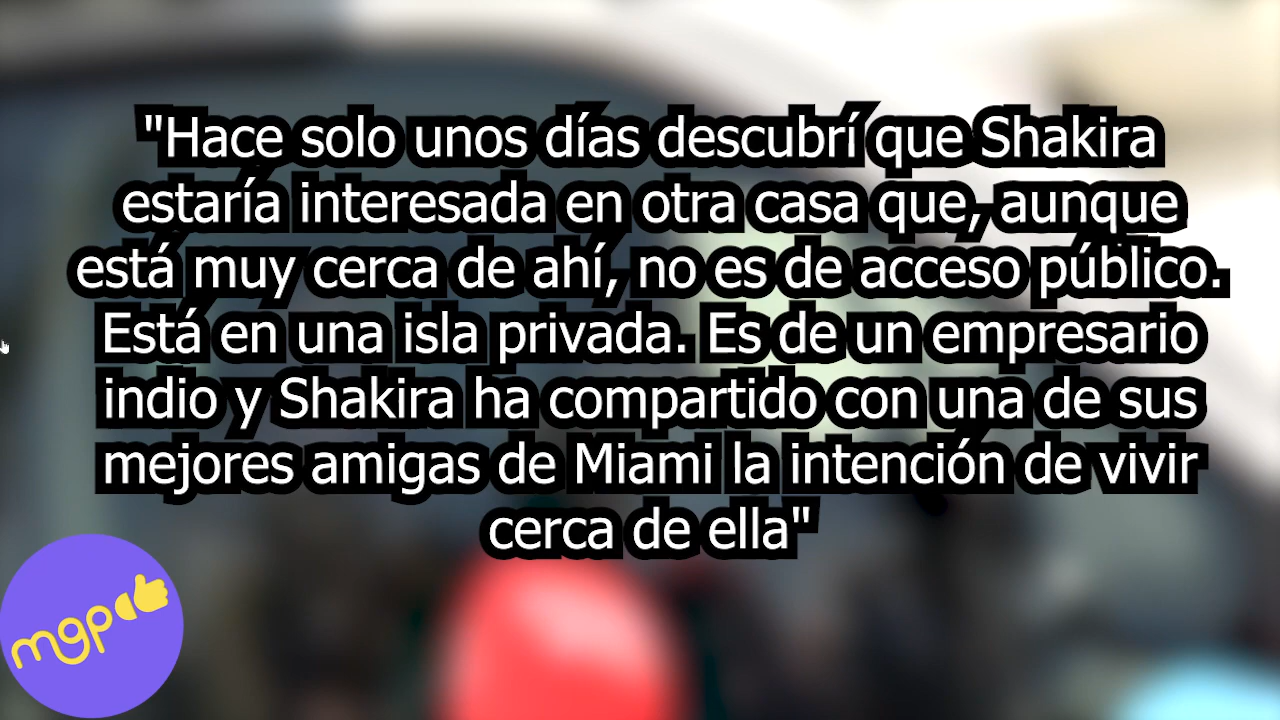 "Hace solo unos días descubrí que Shakira
estaría interesada en otra casa que, aunque
está muy cerca de ahí, no es de acceso público.
Está en una isla privada. Es de un empresario
indio y Shakira ha compartido con una de sus
mejores amigas de Miami la intención de vivir
cerca de ella"
mgp